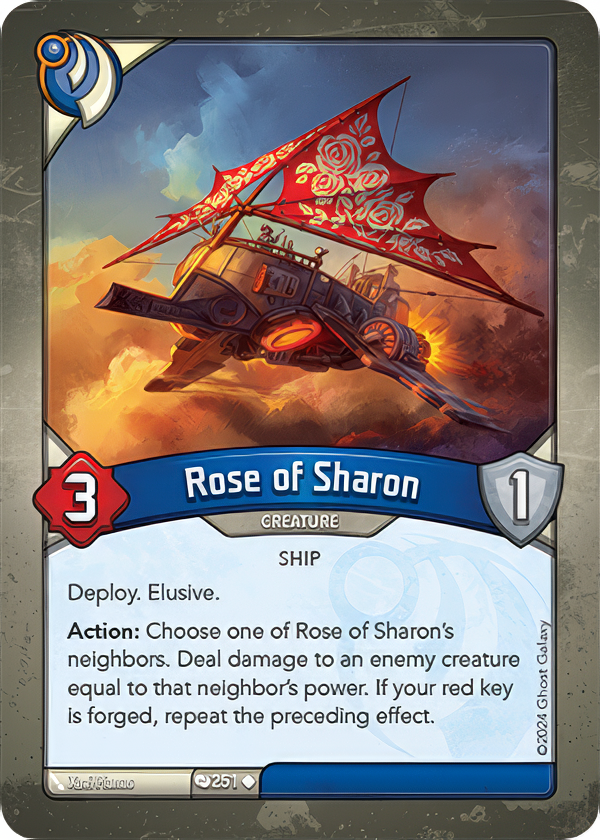 Rose of Sharon
3
1
CREATURE
SHIP
Deploy. Elusive.
Action: Choose one of Rose of Sharon's
neighbors. Deal damage to an enemy creature
equal to that neighbor's power. If your red key
is forged, repeat the preceding effect.
©2024 Ghost Galaxy
251